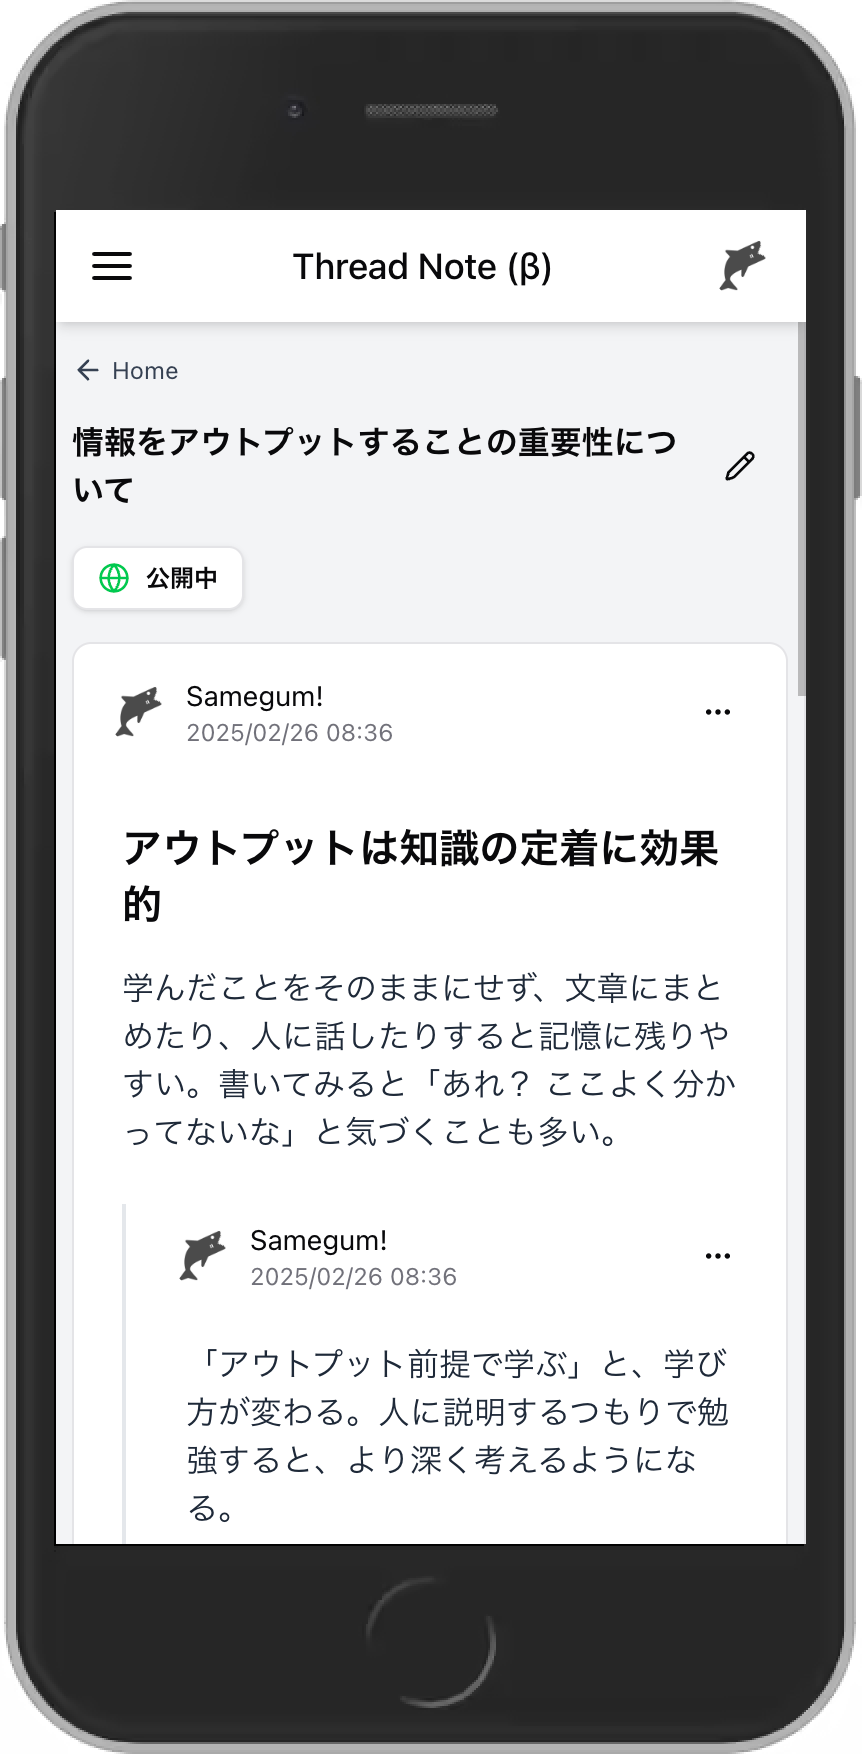 Thread Note (β)
← Home
情報をアウトプットすることの重要性につ
いて
公開中
Samegum!
2025/02/26 08:36
アウトプットは知識の定着に効果
的
学んだことをそのままにせず、文章にまと
めたり、人に話したりすると記憶に残りや
すい。書いてみると「あれ？ ここよく分か
ってないな」と気づくことも多い。
Samegum!
2025/02/26 08:36
「アウトプット前提で学ぶ」と、学び
方が変わる。人に説明するつもりで勉
強すると、より深く考えるようにな
る。